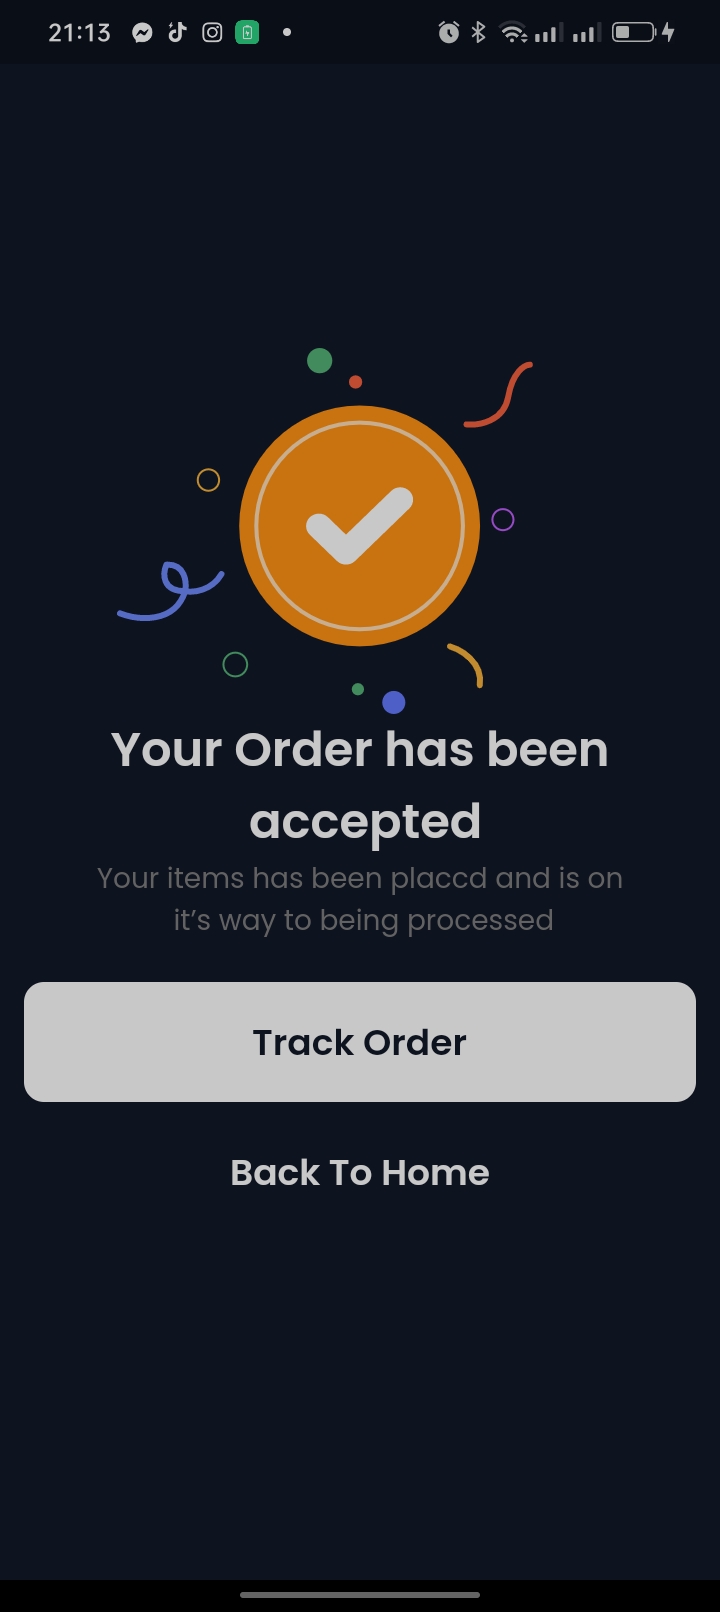 21:13
Your Order has been
accepted
Your items has been placcd and is on
it’s way to being processed
Track Order
Back To Home